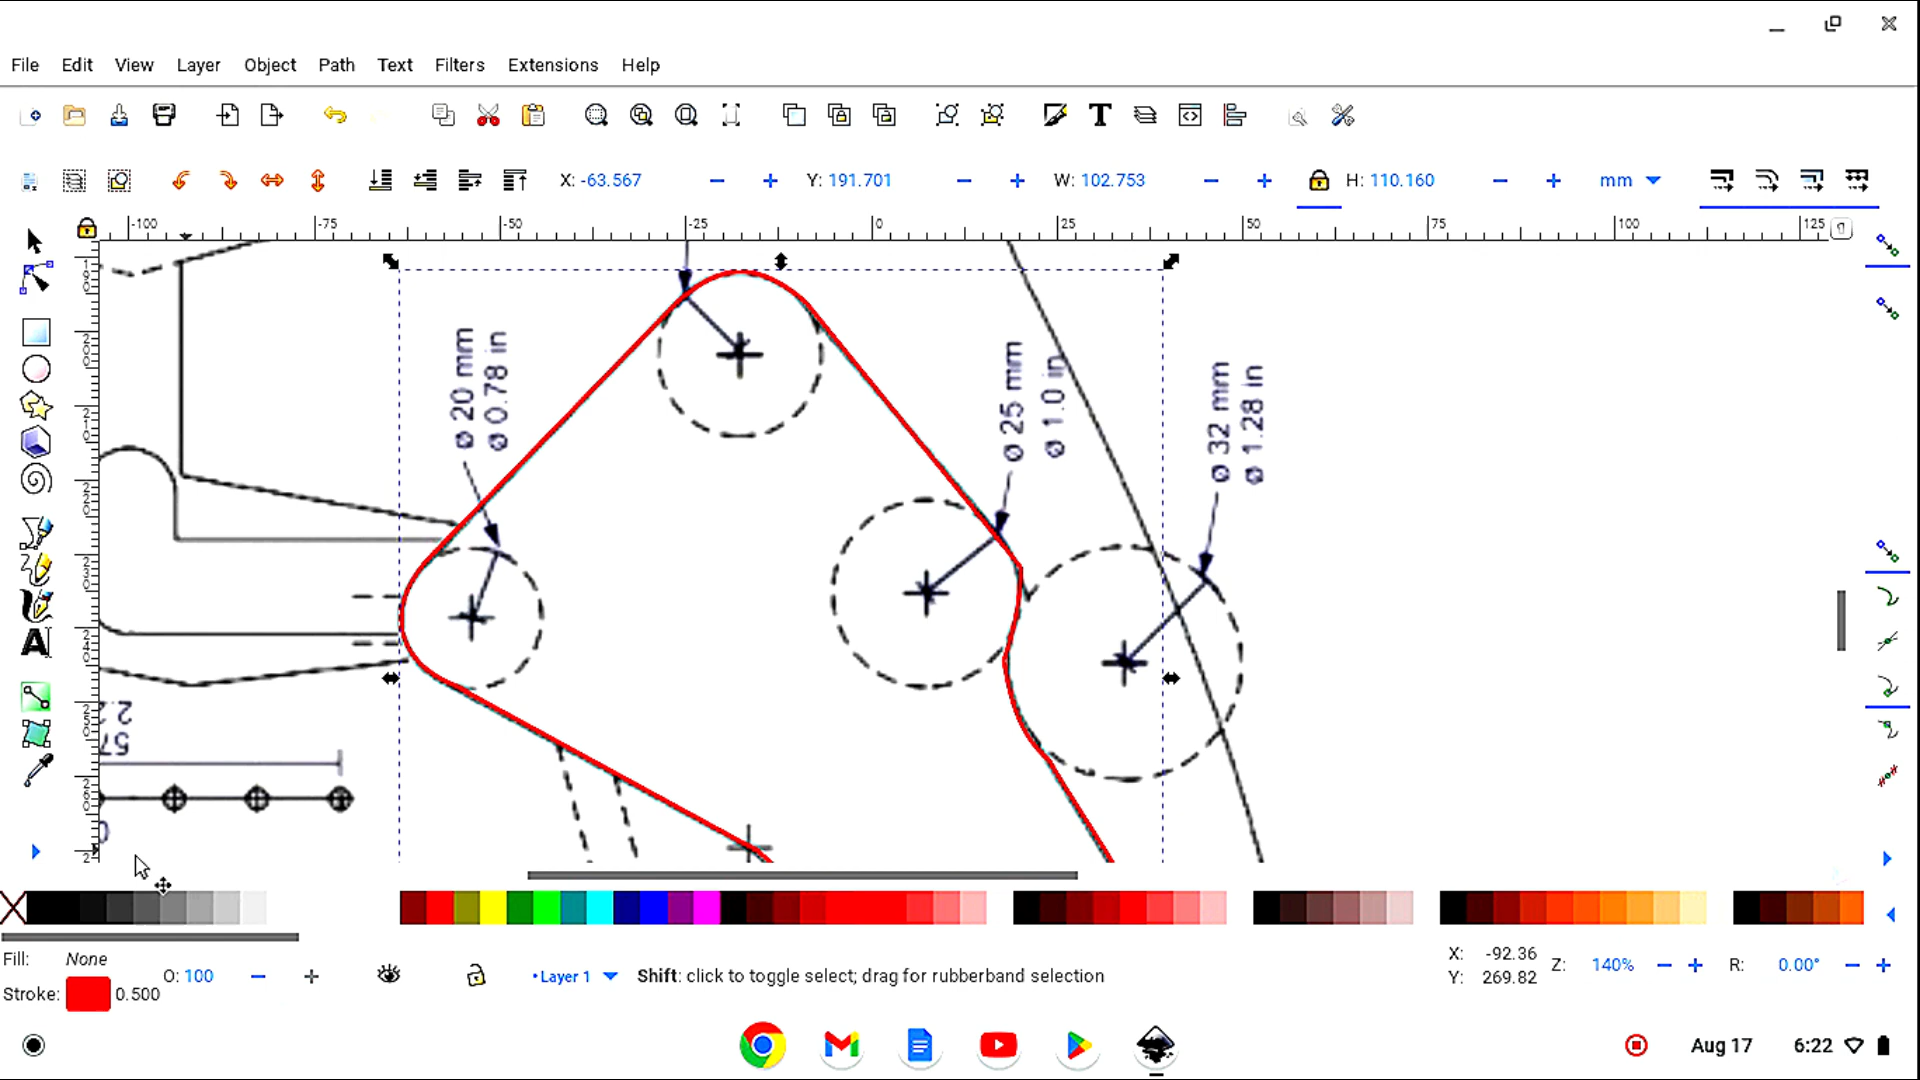 File Edit View Layer Object Path Text Filters Extensions Help
X: -63.567 Y: 191.701 W: 102.753 H: 110.160 mm
-100 -75 -50 -25 0 25 50 75 100 125
ø 20 mm
ø 0.78 in
ø 25 mm
ø 1.0 in
ø 32 mm
ø 1.28 in
57
Fill: None
O: 100
Stroke: 0.500
•Layer 1
Shift: click to toggle select; drag for rubberband selection
X: -92.36
Y: 269.82
Z: 140%
R: 0.00°
Aug 17 6:22